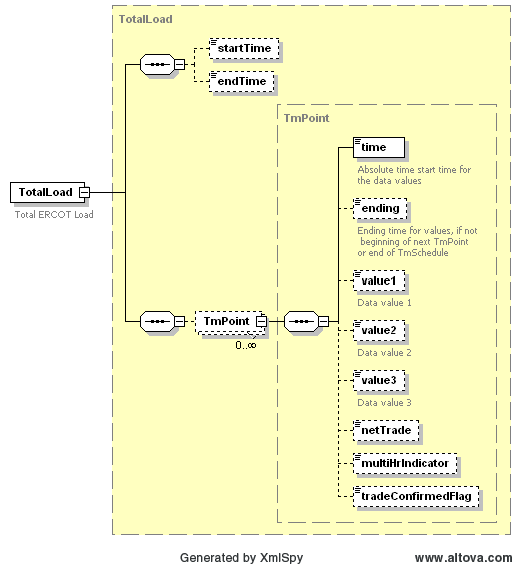 TotalLoad
startTime
endTime
TmPoint
time
Absolute time start time for
the data values
TotalLoad
Total ERCOT Load
ending
Ending time for values, if not
beginning of next TmPoint
or end of TmSchedule
value1
Data value 1
TmPoint
0..∞
value2
Data value 2
value3
Data value 3
netTrade
multiHrIndicator
tradeConfirmedFlag
Generated by XmlSpy
www.altova.com